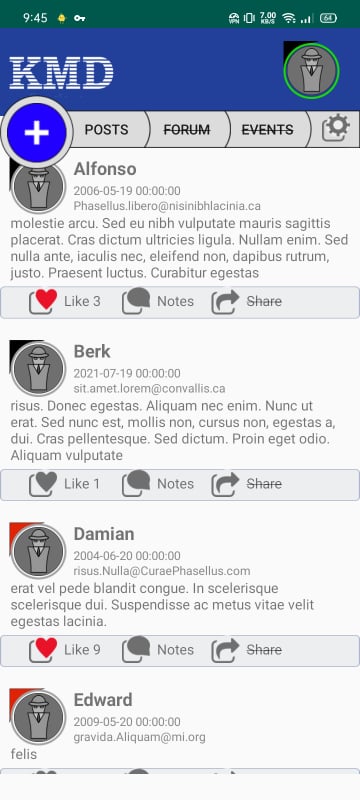 9:45
VPN
7.00
KB/S
64
KMD
+
POSTS
FORUM
EVENTS
Alfonso
2006-05-19 00:00:00
Phasellus.libero@nisinibhlacinia.ca
molestie arcu. Sed eu nibh vulputate mauris sagittis
placerat. Cras dictum ultricies ligula. Nullam enim. Sed
nulla ante, iaculis nec, eleifend non, dapibus rutrum,
justo. Praesent luctus. Curabitur egestas
Like 3 Notes Share
Berk
2021-07-19 00:00:00
sit.amet.lorem@convallis.ca
risus. Donec egestas. Aliquam nec enim. Nunc ut
erat. Sed nunc est, mollis non, cursus non, egestas a,
dui. Cras pellentesque. Sed dictum. Proin eget odio.
Aliquam vulputate
Like 1 Notes Share
Damian
2004-06-20 00:00:00
risus.Nulla@CuraePhasellus.com
erat vel pede blandit congue. In scelerisque
scelerisque dui. Suspendisse ac metus vitae velit
egestas lacinia.
Like 9 Notes Share
Edward
2009-05-20 00:00:00
gravida.Aliquam@mi.org
felis